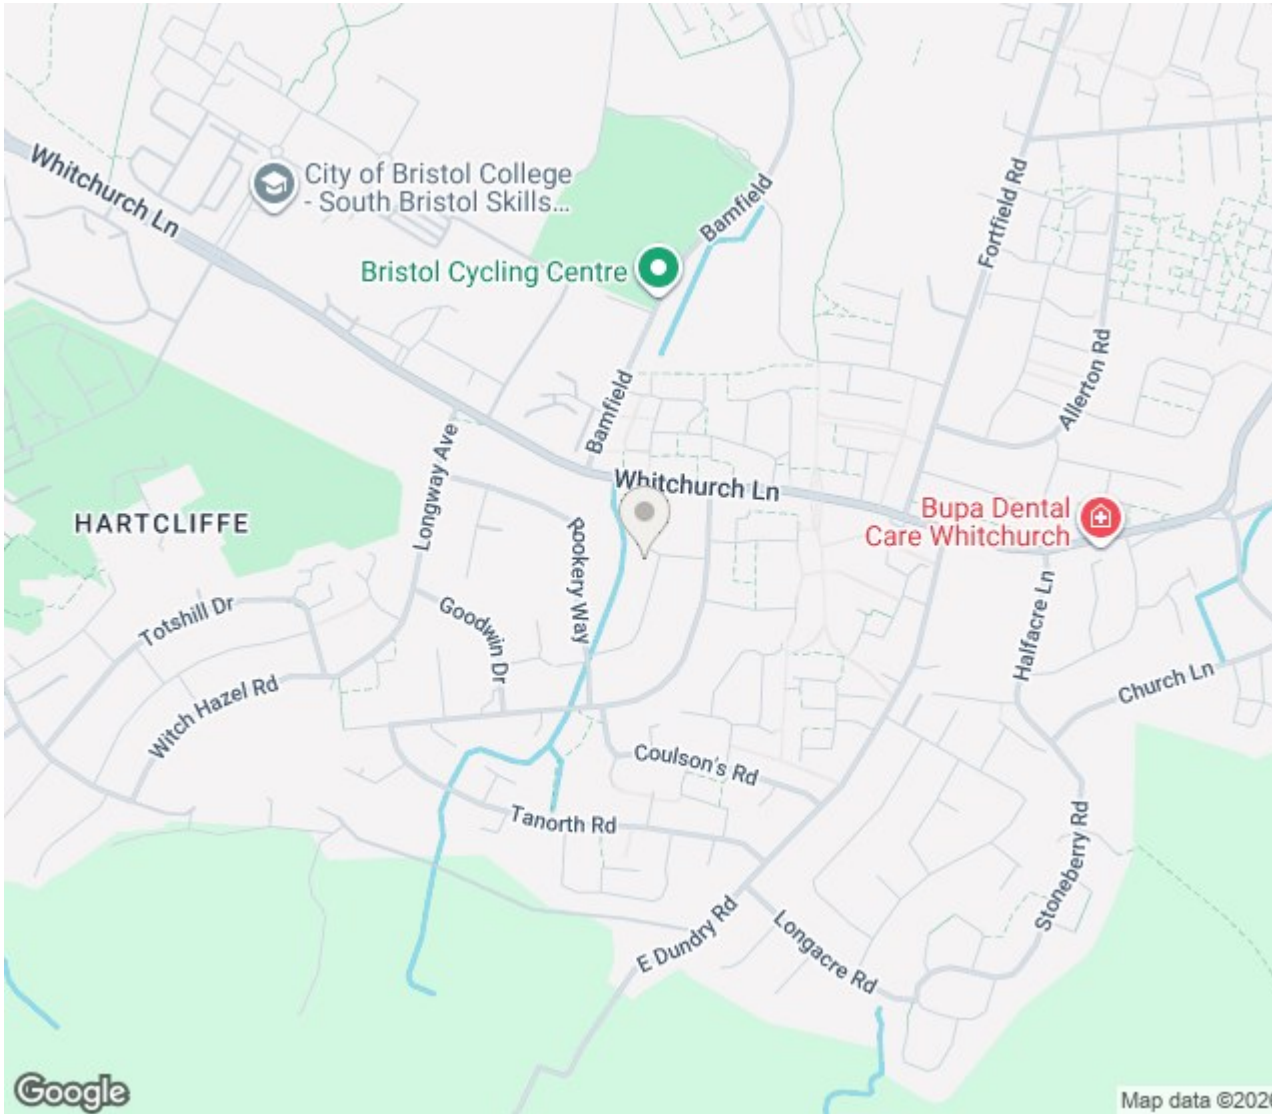 Whitchurch Ln
City of Bristol College
- South Bristol Skills...
Bamfield
Fortfield Rd
Bristol Cycling Centre
Allerton Rd
Bamfield
Longway Ave
Whitchurch Ln
HARTCLIFFE
Bupa Dental
Care Whitchurch
Rookery Way
Halfacre Ln
Totshill Dr
Goodwin Dr
Church Ln
Witch Hazel Rd
Coulson's Rd
Tanorth Rd
Stoneberry Rd
E Dundry Rd
Longacre Rd
Google
Map data ©2026